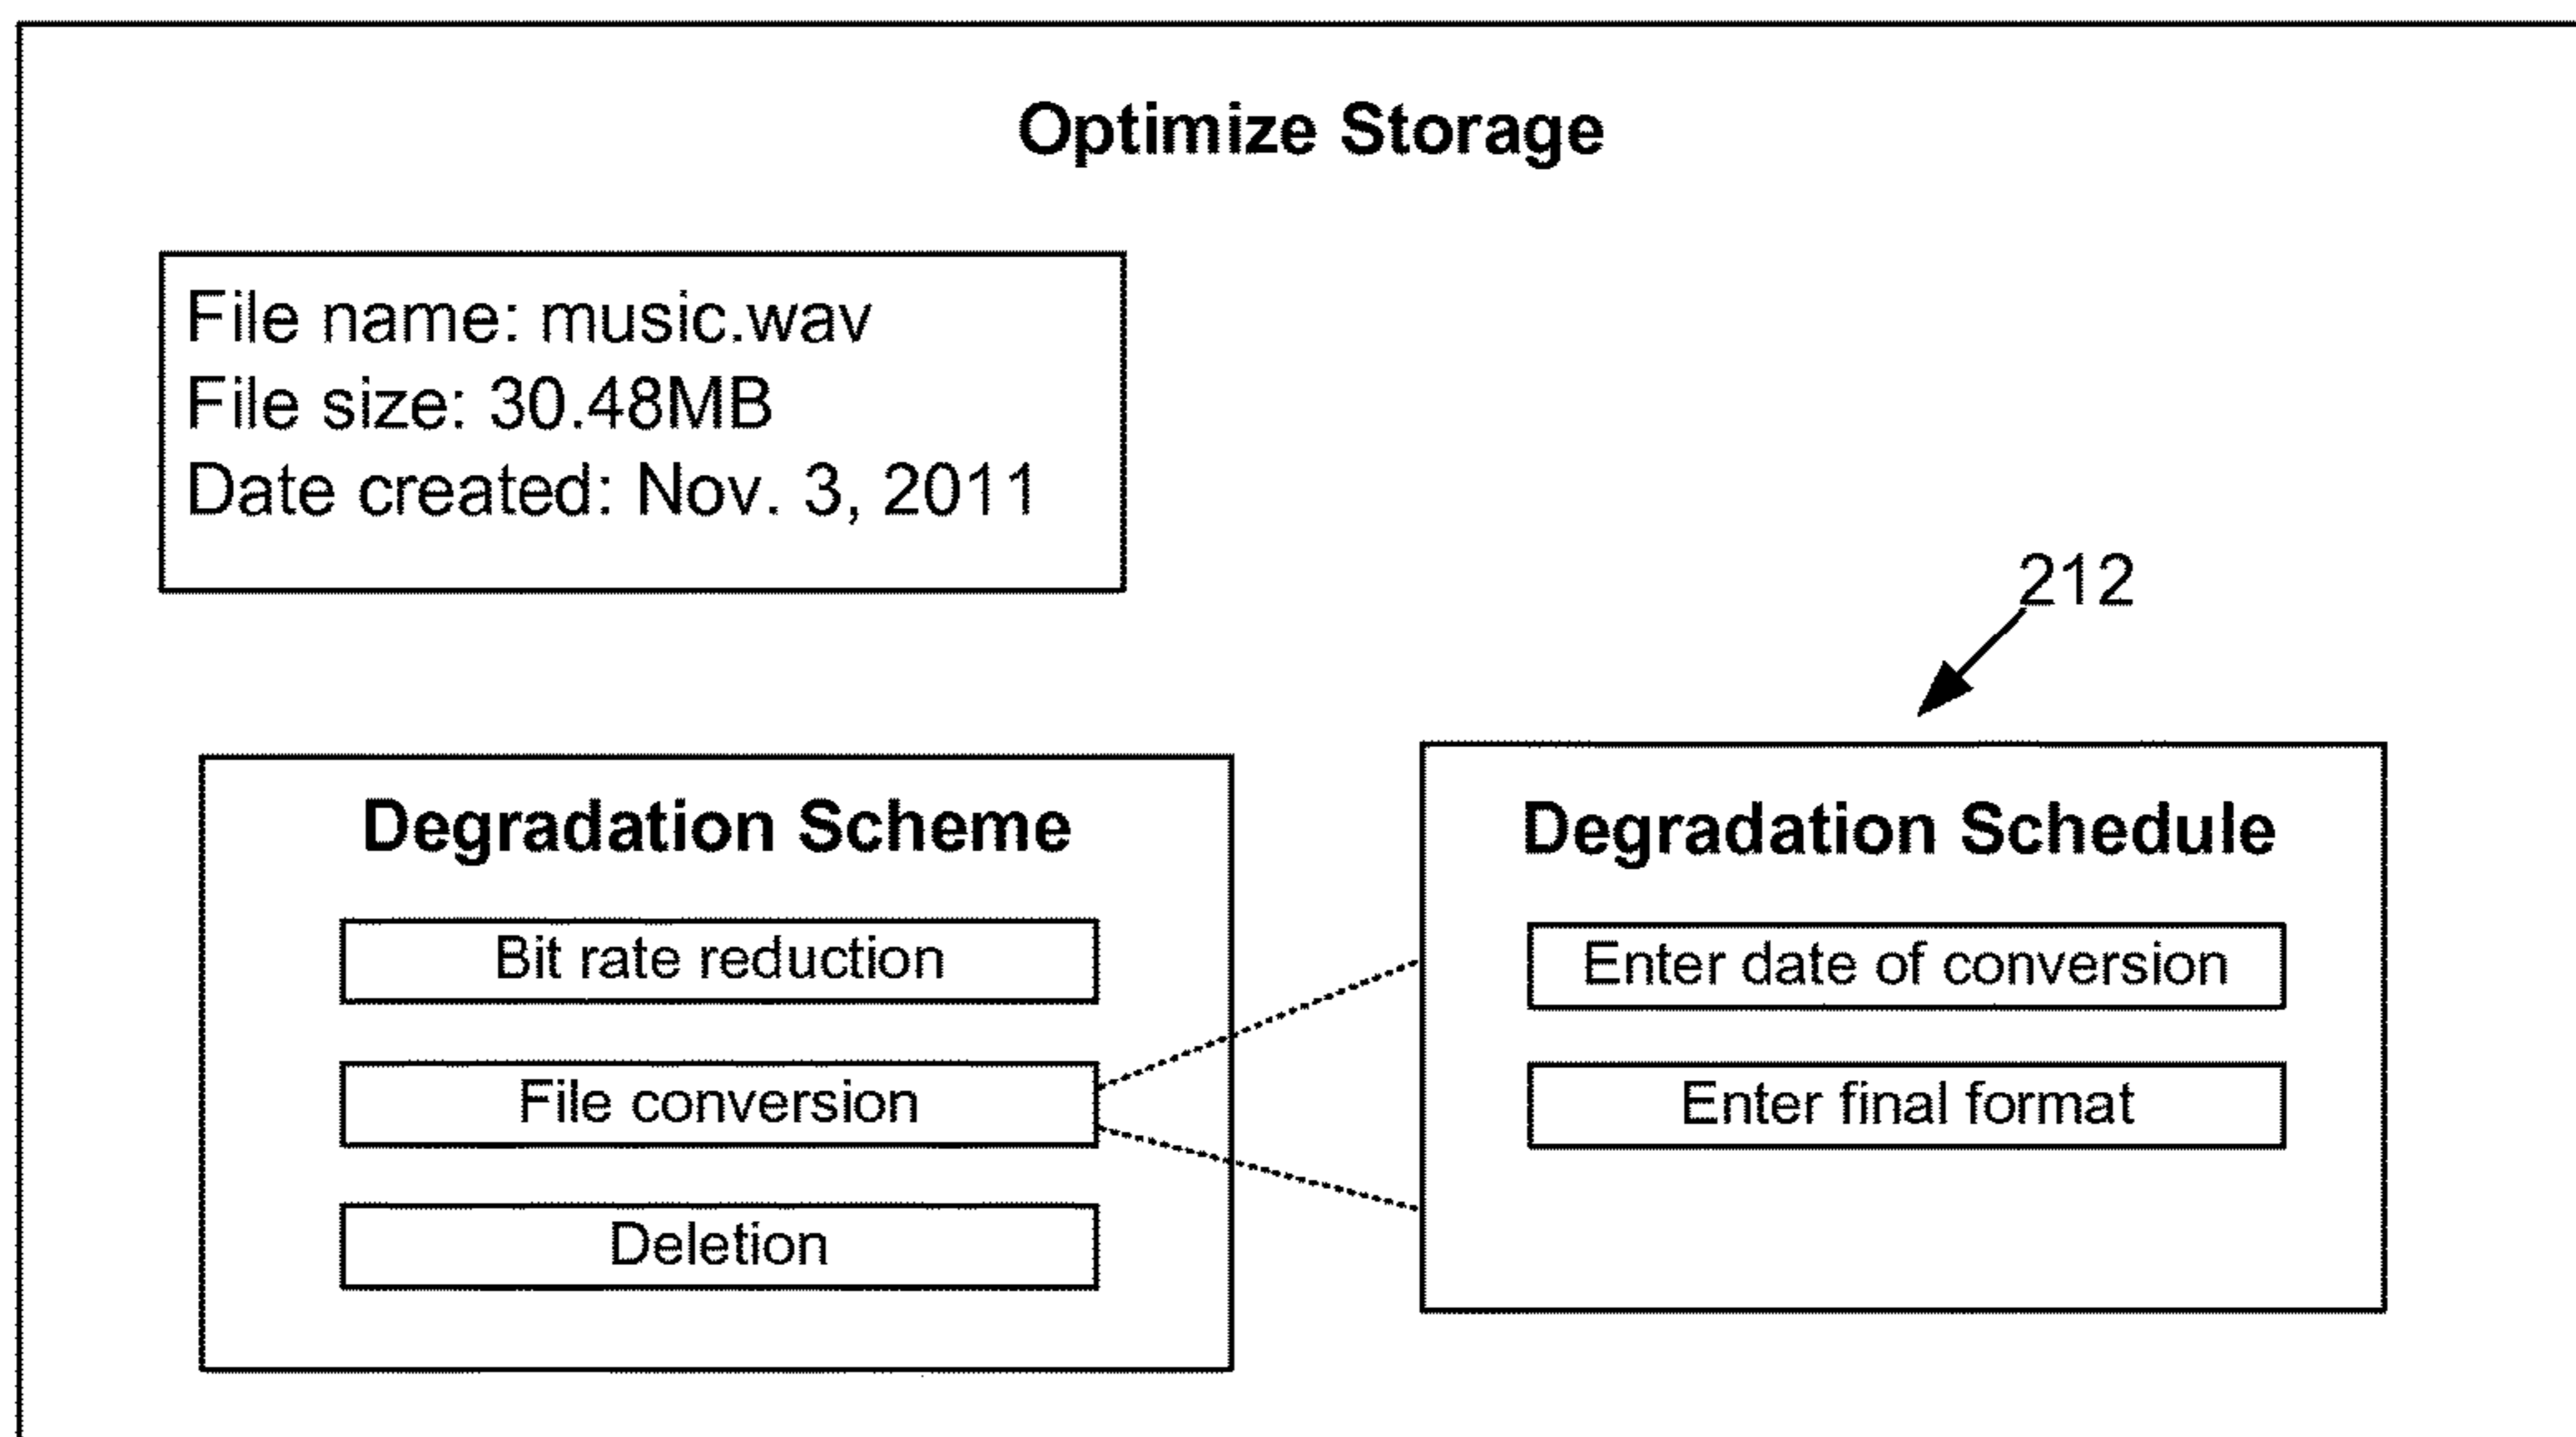 Optimize Storage
File name: music.wav
File size: 30.48MB
Date created: Nov. 3, 2011
212
Degradation Scheme
Bit rate reduction
File conversion
Deletion
Degradation Schedule
Enter date of conversion
Enter final format